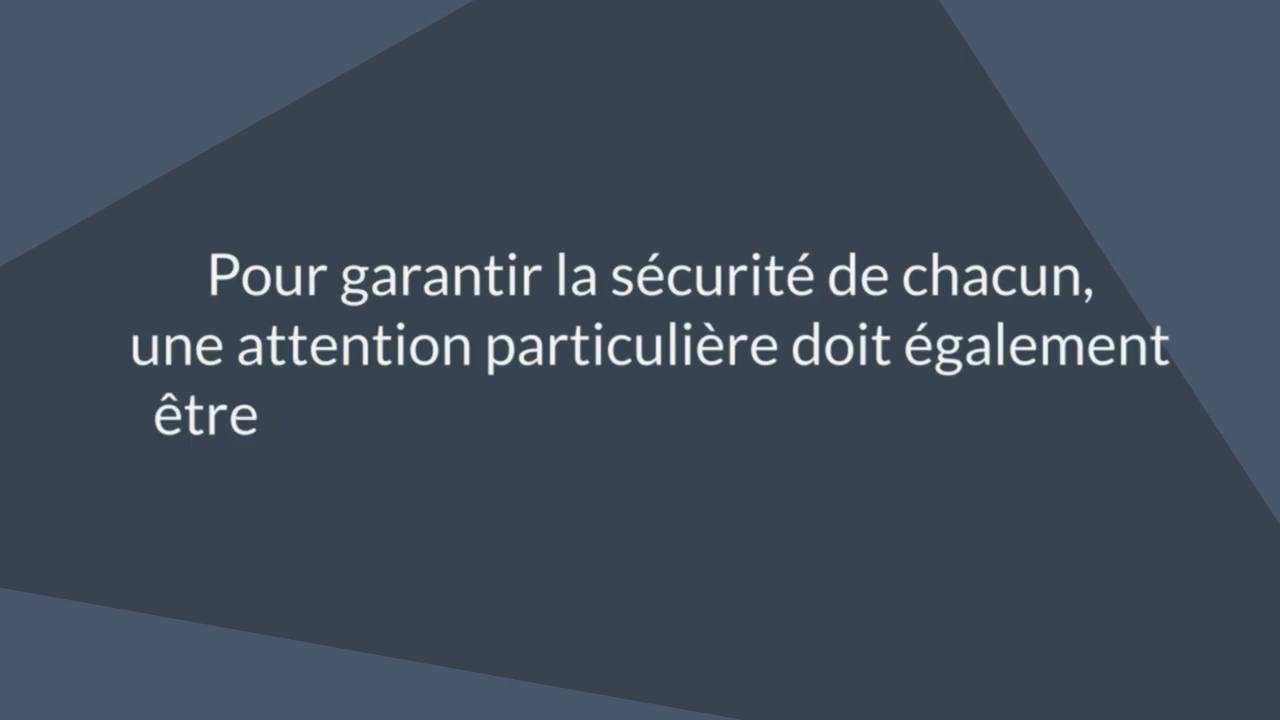 Pour garantir la sécurité de chacun,
une attention particulière doit également
être